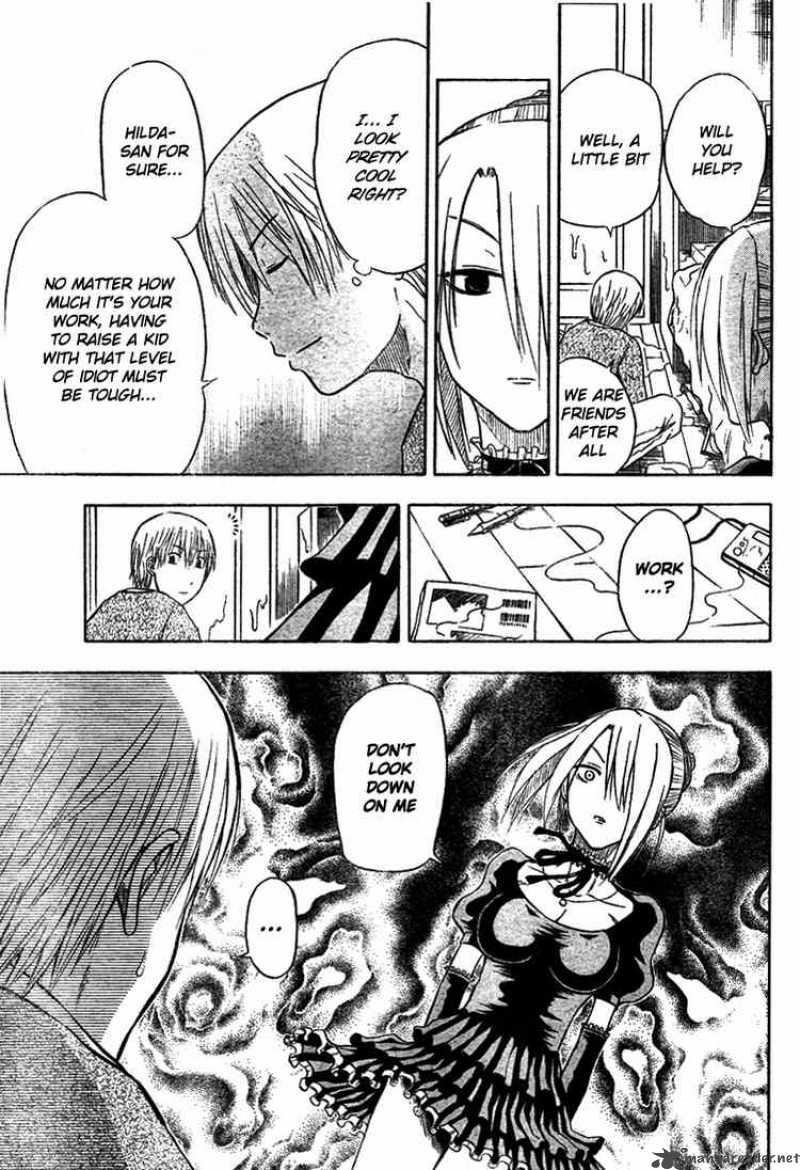 WILL
YOU
HELP?
WELL, A
LITTLE BIT
WE ARE
FRIENDS
AFTER
ALL
I... I
LOOK
PRETTY
COOL
RIGHT?
HILDA-
SAN FOR
SURE...
NO MATTER HOW
MUCH IT'S YOUR
WORK, HAVING
TO RAISE A KID
WITH THAT LEVEL
OF IDIOT MUST
BE TOUGH...
WORK
...?
DON'T
LOOK
DOWN
ON ME
...
mangareader.net